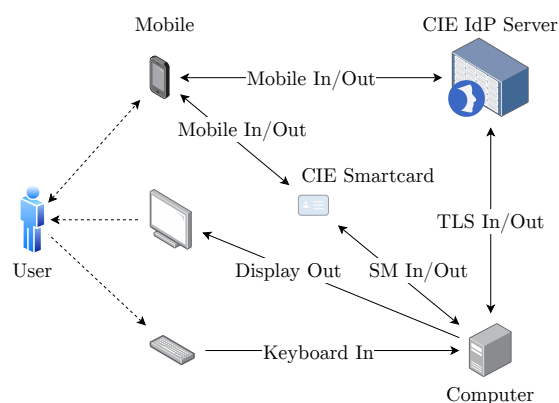 Mobile
CIE IdP Server
Mobile In/Out
Mobile In/Out
CIE Smartcard
TLS In/Out
User
Display Out
SM In/Out
Keyboard In
Computer